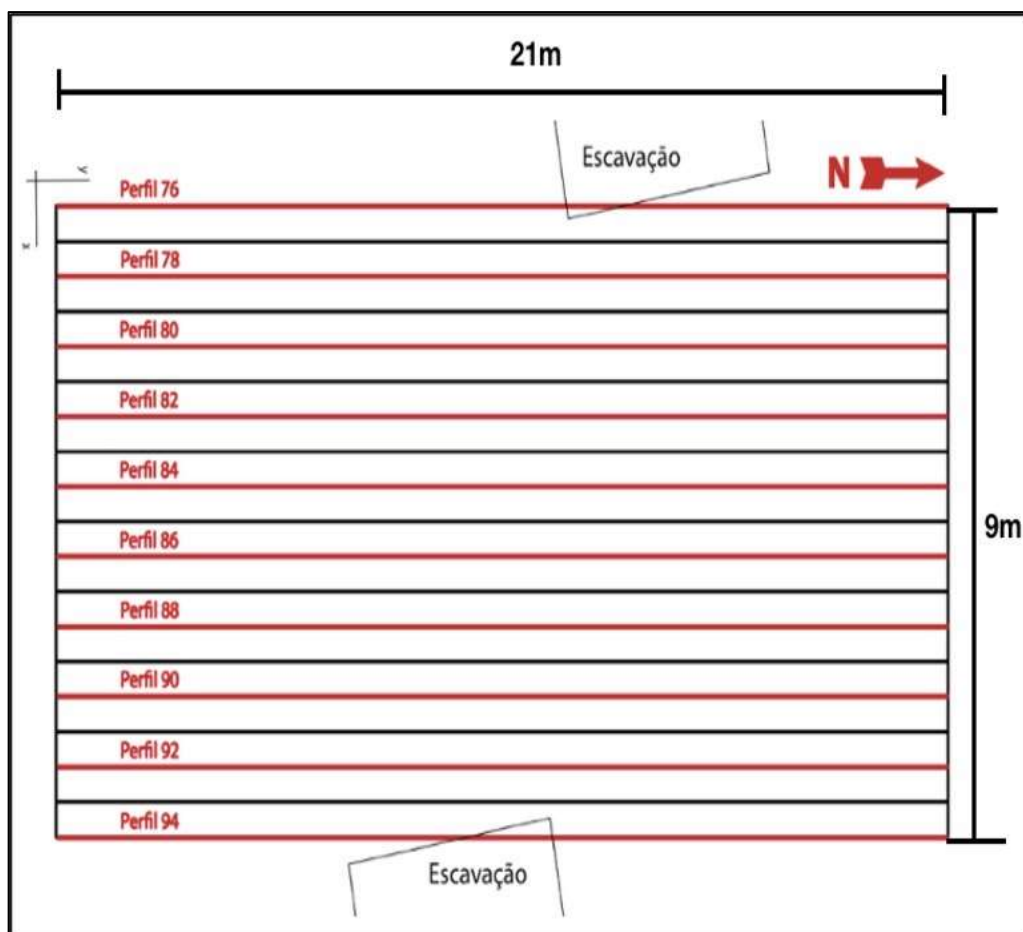 21m
Escavação
N
y
x
Perfil 76
Perfil 78
Perfil 80
Perfil 82
Perfil 84
Perfil 86
9m
Perfil 88
Perfil 90
Perfil 92
Perfil 94
Escavação